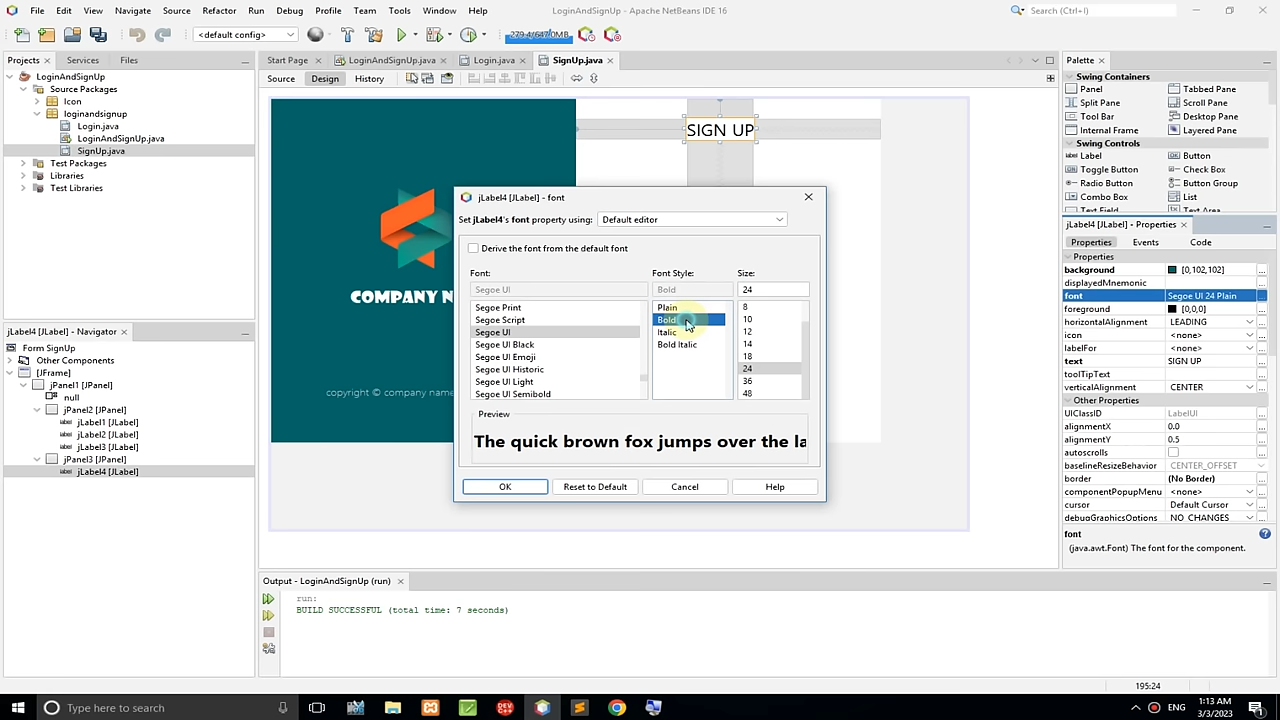 File Edit View Navigate Source Refactor Run Debug Profile Team Tools Window Help
LoginAndSignUp - Apache NetBeans IDE 16
Search (Ctrl+I)
<default config>
279.4/647.0MB
Projects Services Files
LoginAndSignUp
Source Packages
Icon
loginandsignup
Login.java
LoginAndSignUp.java
SignUp.java
Test Packages
Libraries
Test Libraries
jLabel4 [JLabel] - Navigator
Form SignUp
Other Components
[JFrame]
jPanel1 [JPanel]
null
jPanel2 [JPanel]
jLabel1 [JLabel]
jLabel2 [JLabel]
jLabel3 [JLabel]
jPanel3 [JPanel]
jLabel4 [JLabel]
Start Page LoginAndSignUp.java Login.java SignUp.java
Source Design History
SIGN UP
COMPANY N
copyright © company name
jLabel4 [JLabel] - font
Set jLabel4's font property using: Default editor
Derive the font from the default font
Font: Font Style: Size:
Segoe UI Bold 24
Segoe Print
Segoe Script
Segoe UI
Segoe UI Black
Segoe UI Emoji
Segoe UI Historic
Segoe UI Light
Segoe UI Semibold
Plain
Bold
Italic
Bold Italic
8
10
12
14
18
24
36
48
Preview
The quick brown fox jumps over the la
OK Reset to Default Cancel Help
Output - LoginAndSignUp (run)
run:
BUILD SUCCESSFUL (total time: 7 seconds)
Palette
Swing Containers
Panel Tabbed Pane
Split Pane Scroll Pane
Tool Bar Desktop Pane
Internal Frame Layered Pane
Swing Controls
Label Button
Toggle Button Check Box
Radio Button Button Group
Combo Box List
Text Field Text Area
jLabel4 [JLabel] - Properties
Properties Events Code
Properties
background [0,102,102] ...
displayedMnemonic ...
font Segoe UI 24 Plain ...
foreground [0,0,0] ...
horizontalAlignment LEADING ...
icon <none> ...
labelFor <none> ...
text SIGN UP ...
toolTipText ...
verticalAlignment CENTER ...
Other Properties
UIClassID LabelUI ...
alignmentX 0.0 ...
alignmentY 0.5 ...
autoscrolls ...
baselineResizeBehavior CENTER_OFFSET ...
border (No Border) ...
componentPopupMenu <none> ...
cursor Default Cursor ...
debugGraphicsOptions NO_CHANGES ...
font
(java.awt.Font) The font for the component.
195:24
Type here to search
ENG
1:13 AM
3/3/2023